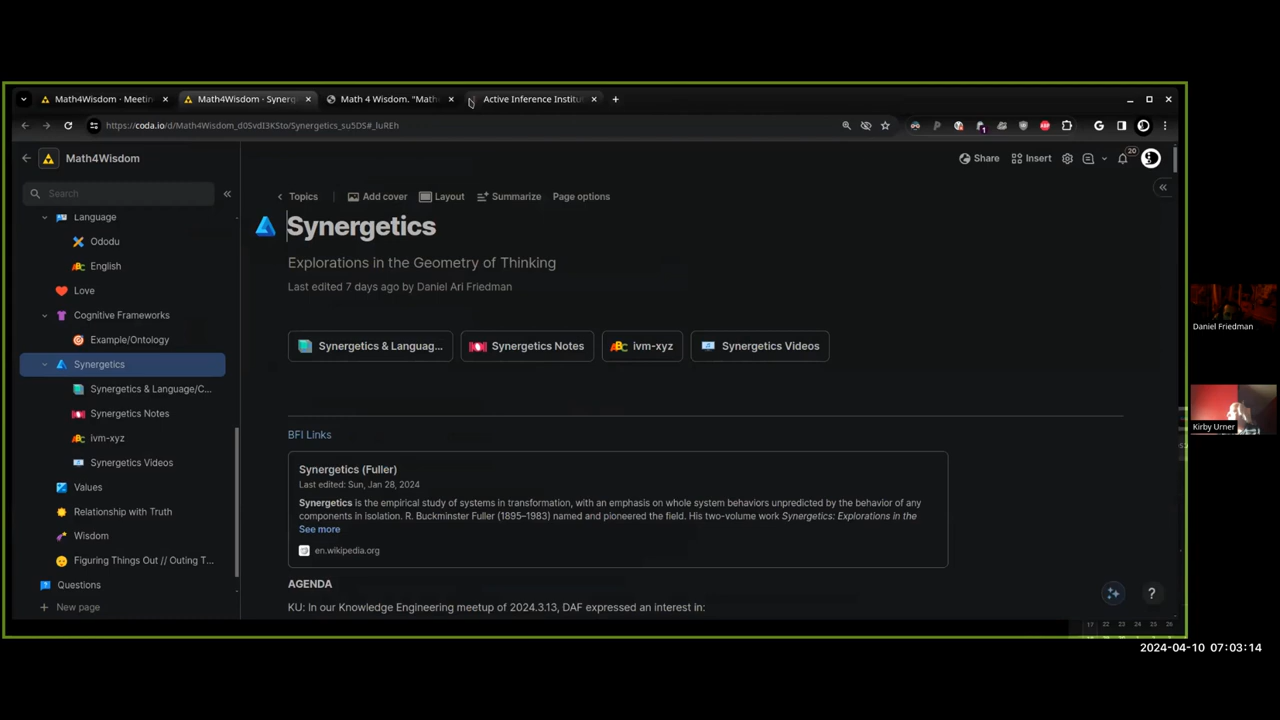 Math4Wisdom · Meetin
Math4Wisdom · Synerg
Math 4 Wisdom. "Mathe
Active Inference Institu
https://coda.io/d/Math4Wisdom_d0SvdI3KSto/Synergetics_su5DS#_luREh
Math4Wisdom
Share
Insert
20
Search
Topics
Add cover
Layout
Summarize
Page options
Language
Ododu
English
Love
Cognitive Frameworks
Example/Ontology
Synergetics
Synergetics & Language/C...
Synergetics Notes
ivm-xyz
Synergetics Videos
Values
Relationship with Truth
Wisdom
Figuring Things Out // Outing T...
Questions
New page
Synergetics
Explorations in the Geometry of Thinking
Last edited 7 days ago by Daniel Ari Friedman
Synergetics & Languag...
Synergetics Notes
ivm-xyz
Synergetics Videos
BFI Links
Synergetics (Fuller)
Last edited: Sun, Jan 28, 2024
Synergetics is the empirical study of systems in transformation, with an emphasis on whole system behaviors unpredicted by the behavior of any
components in isolation. R. Buckminster Fuller (1895–1983) named and pioneered the field. His two-volume work Synergetics: Explorations in the
See more
en.wikipedia.org
AGENDA
KU: In our Knowledge Engineering meetup of 2024.3.13, DAF expressed an interest in:
Daniel Friedman
Kirby Urner
17 22 23 24 25 26
2024-04-10 07:03:14